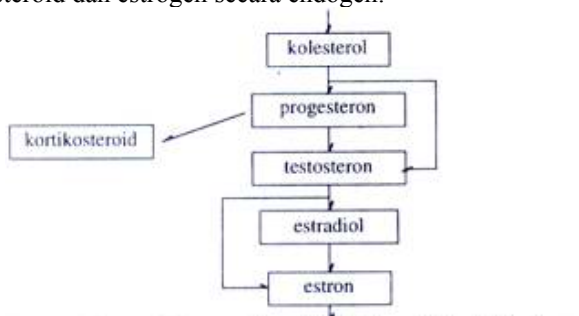 steroid dan estrogen secara endogen.
kolesterol
progesteron
kortikosteroid
testosteron
estradiol
estron